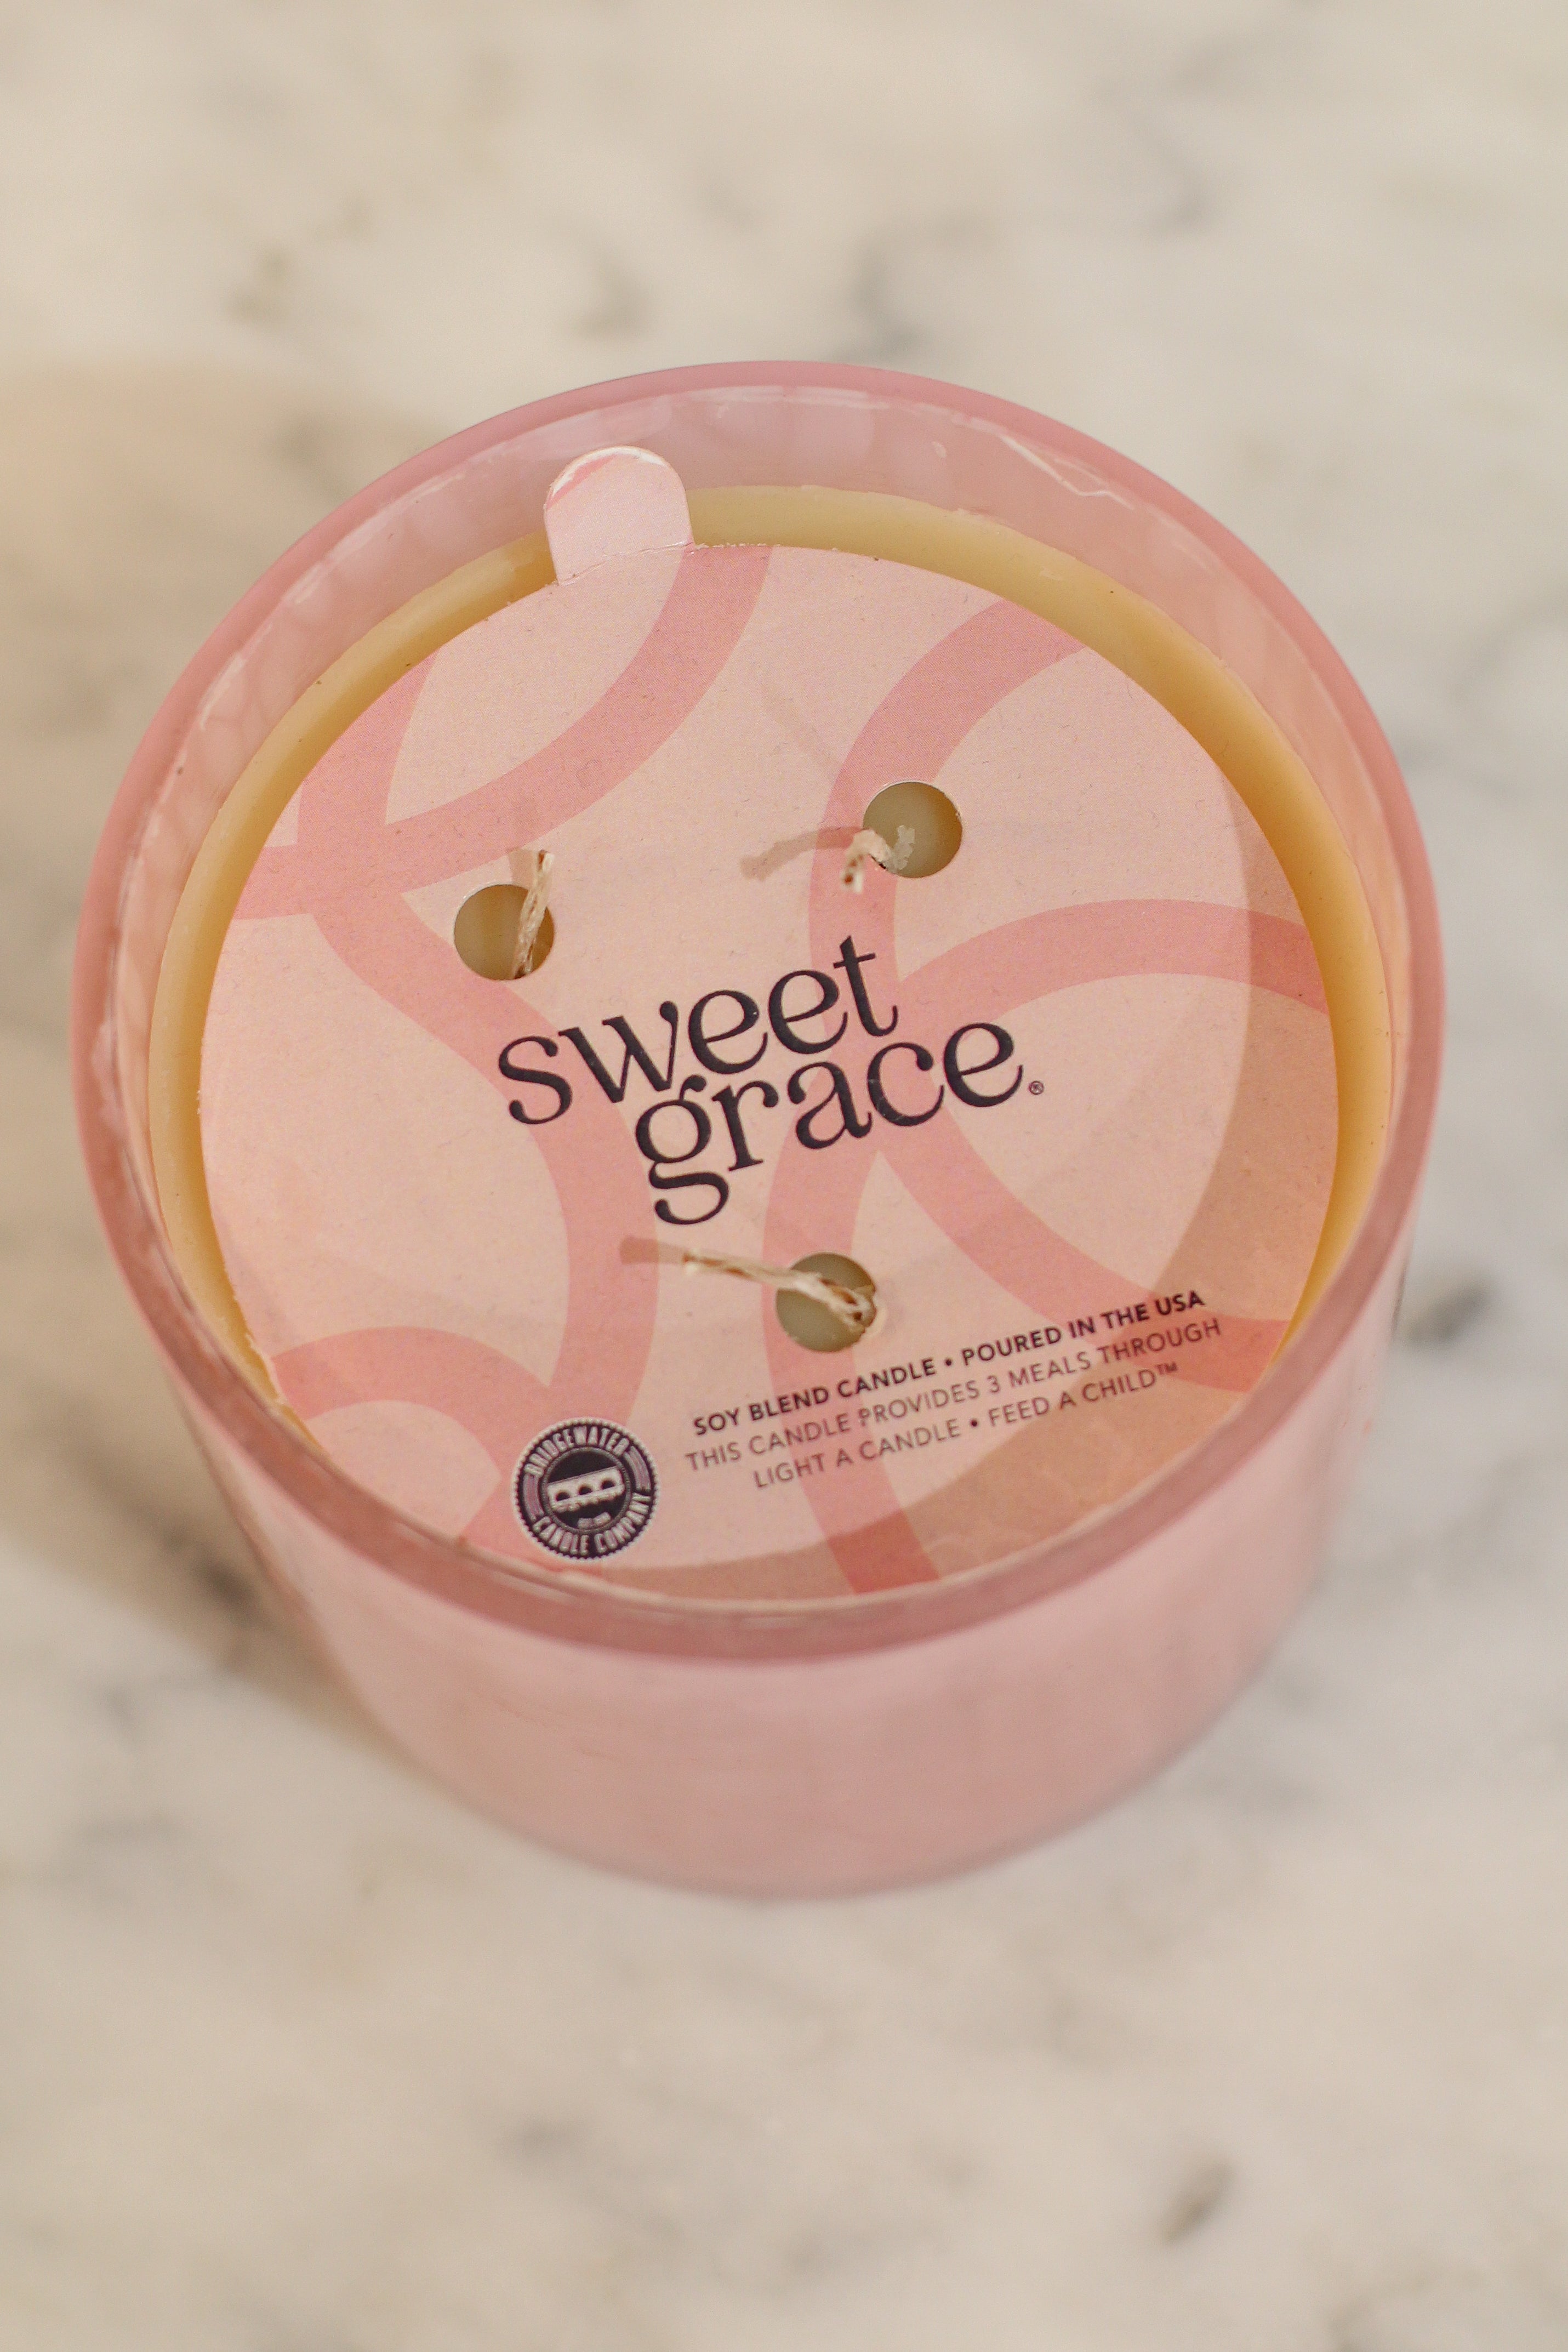 sweet
grace®
SOY BLEND CANDLE • POURED IN THE USA
THIS CANDLE PROVIDES 3 MEALS THROUGH
LIGHT A CANDLE • FEED A CHILD™
BRIDGEWATER
CANDLE COMPANY